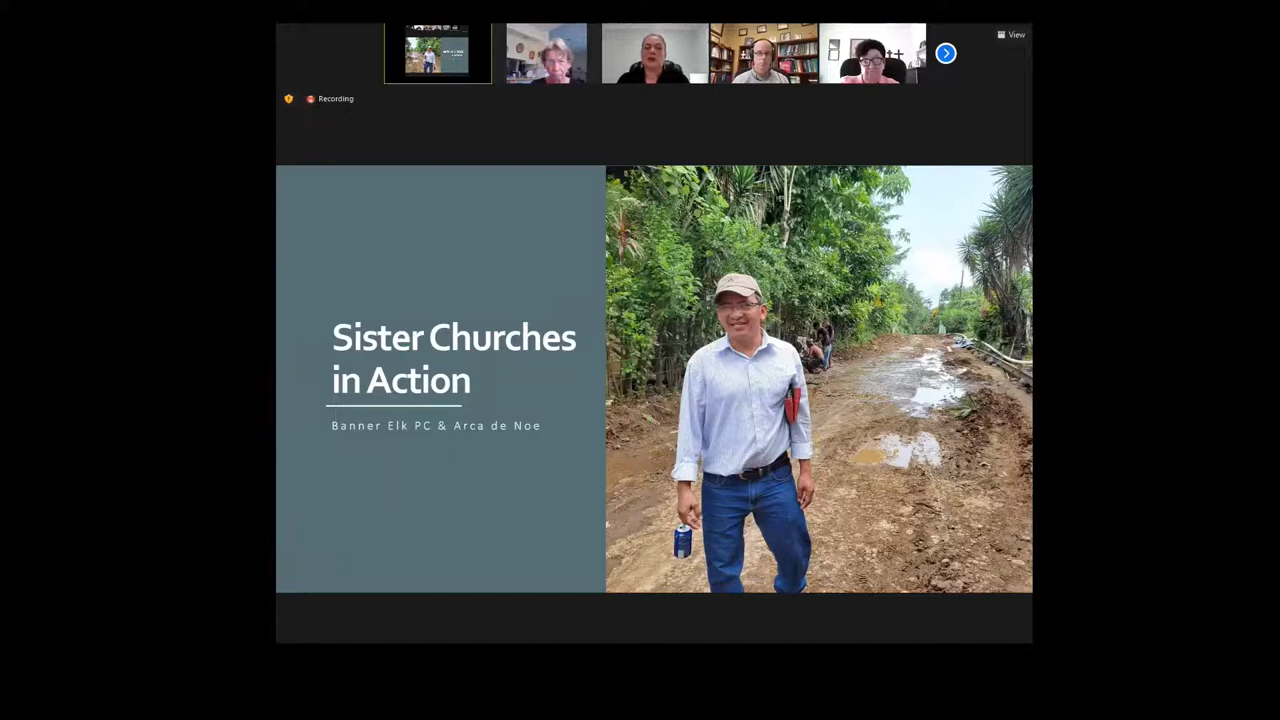 View
Recording
Sister Churches
in Action
Banner Elk PC & Arca de Noe